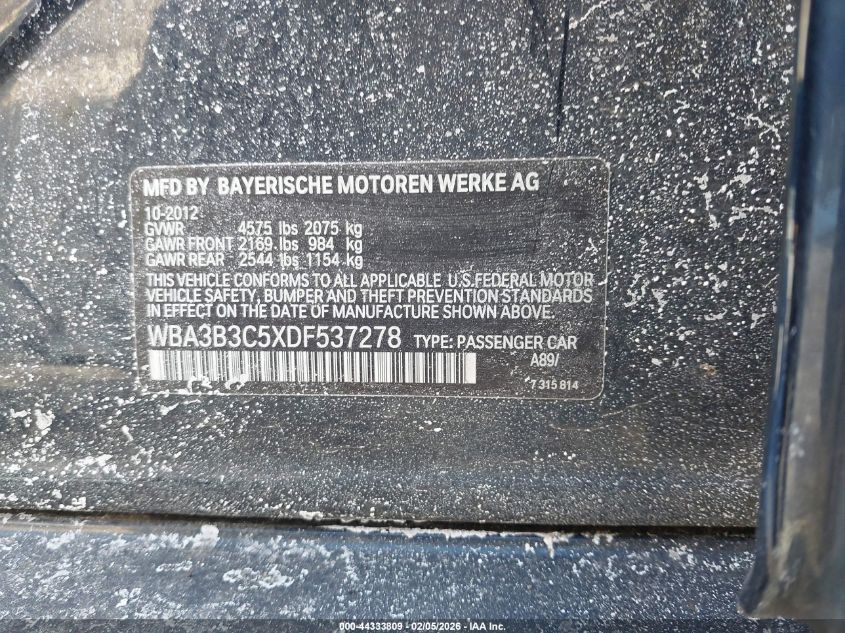 MFD BY BAYERISCHE MOTOREN WERKE AG
10-2012
GVWR 4575 lbs 2075 kg
GAWR FRONT 2169 lbs 984 kg
GAWR REAR 2544 lbs 1154 kg
THIS VEHICLE CONFORMS TO ALL APPLICABLE U.S.FEDERAL MOTOR
VEHICLE SAFETY, BUMPER AND THEFT PREVENTION STANDARDS
IN EFFECT ON THE DATE OF MANUFACTURE SHOWN ABOVE.
WBA3B3C5XDF537278 TYPE: PASSENGER CAR
A89/
7 315 814
000-44333809 - 02/05/2026 - IAA Inc.